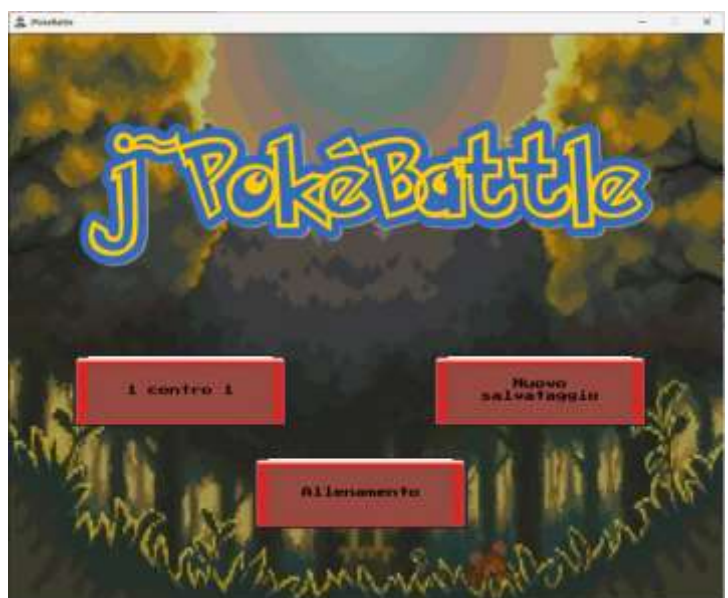 PokeBattle
j~PokéBattle
1 contro 1
Nuovo
salvataggio
Allenamento